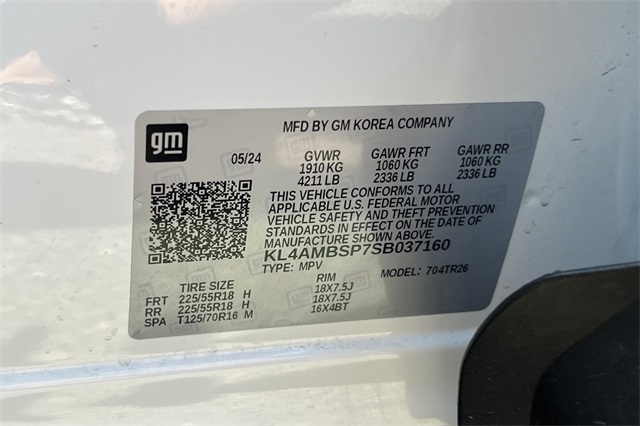 gm
MFD BY GM KOREA COMPANY
05/24 GVWR GAWR FRT GAWR RR
1910 KG 1060 KG 1060 KG
4211 LB 2336 LB 2336 LB
THIS VEHICLE CONFORMS TO ALL
APPLICABLE U.S. FEDERAL MOTOR
VEHICLE SAFETY AND THEFT PREVENTION
STANDARDS IN EFFECT ON THE DATE OF
MANUFACTURE SHOWN ABOVE.
KL4AMBSP7SB037160
TYPE: MPV MODEL: 704TR26
TIRE SIZE RIM
FRT 225/55R18 H 18X7.5J
RR 225/55R18 H 18X7.5J
SPA T125/70R16 M 16X4BT